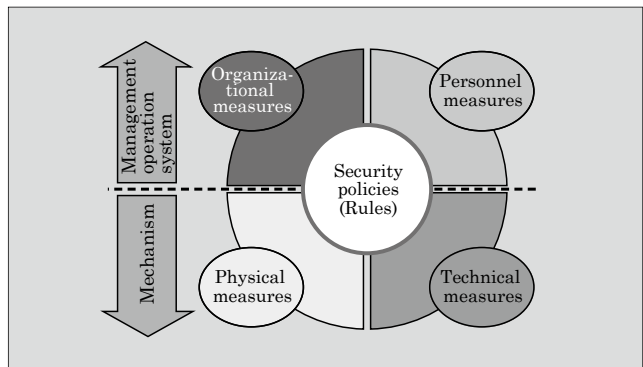 Management
operation
system
Organiza-
tional
measures
Personnel
measures
Security
policies
(Rules)
Mechanism
Physical
measures
Technical
measures